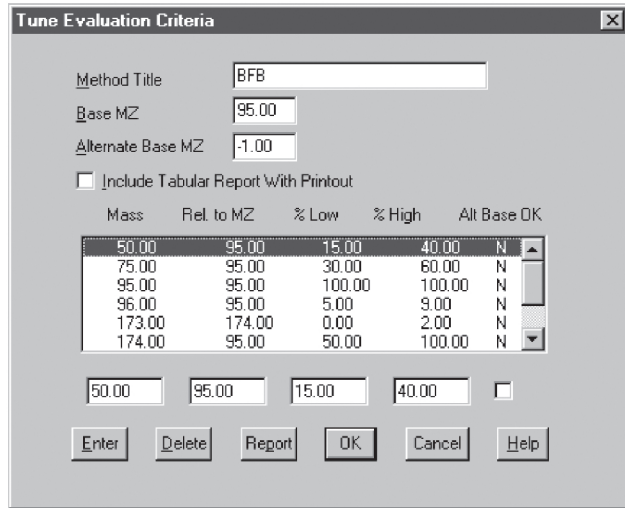 Tune Evaluation Criteria
Method Title BFB
Base MZ 95.00
Alternate Base MZ -1.00
Include Tabular Report With Printout
Mass Rel. to MZ % Low % High Alt Base OK
50.00 95.00 15.00 40.00 N
75.00 95.00 30.00 60.00 N
95.00 95.00 100.00 100.00 N
96.00 95.00 5.00 9.00 N
173.00 174.00 0.00 2.00 N
174.00 95.00 50.00 100.00 N
50.00 95.00 15.00 40.00
Enter Delete Report OK Cancel Help